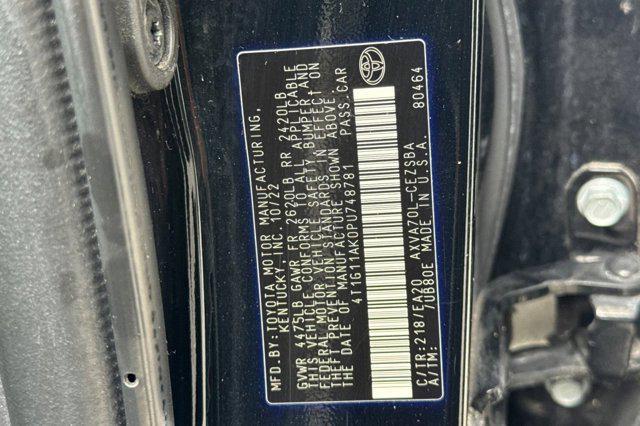 MFD.BY:TOYOTA MOTOR MANUFACTURING,
KENTUCKY, INC. 10/22
GVWR 4475LB GAWR FR 2620LB RR 2420LB
THIS VEHICLE CONFORMS TO ALL APPLICABLE
FEDERAL MOTOR VEHICLE SAFETY, BUMPER AND
THEFT PREVENTION STANDARDS IN EFFECT ON
THE DATE OF MANUFACTURE SHOWN ABOVE.
4T1G11AK0PU748781 PASS.CAR
C/TR:2187/EA20 AXVA70L-CEZSBA
A/TM: /UB80E MADE IN U.S.A. 80464